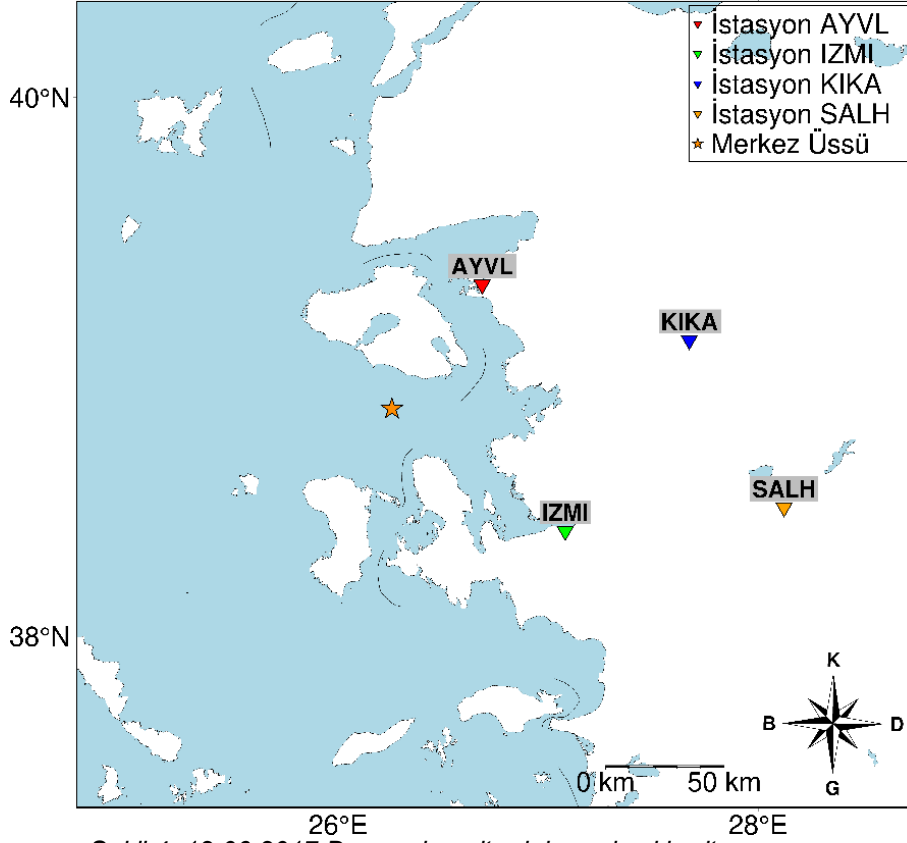 İstasyon AYVL
İstasyon IZMI
İstasyon KIKA
İstasyon SALH
Merkez Üssü
40°N
AYVL
KIKA
SALH
IZMI
38°N
K
B
D
G
0 km
50 km
26°E
28°E